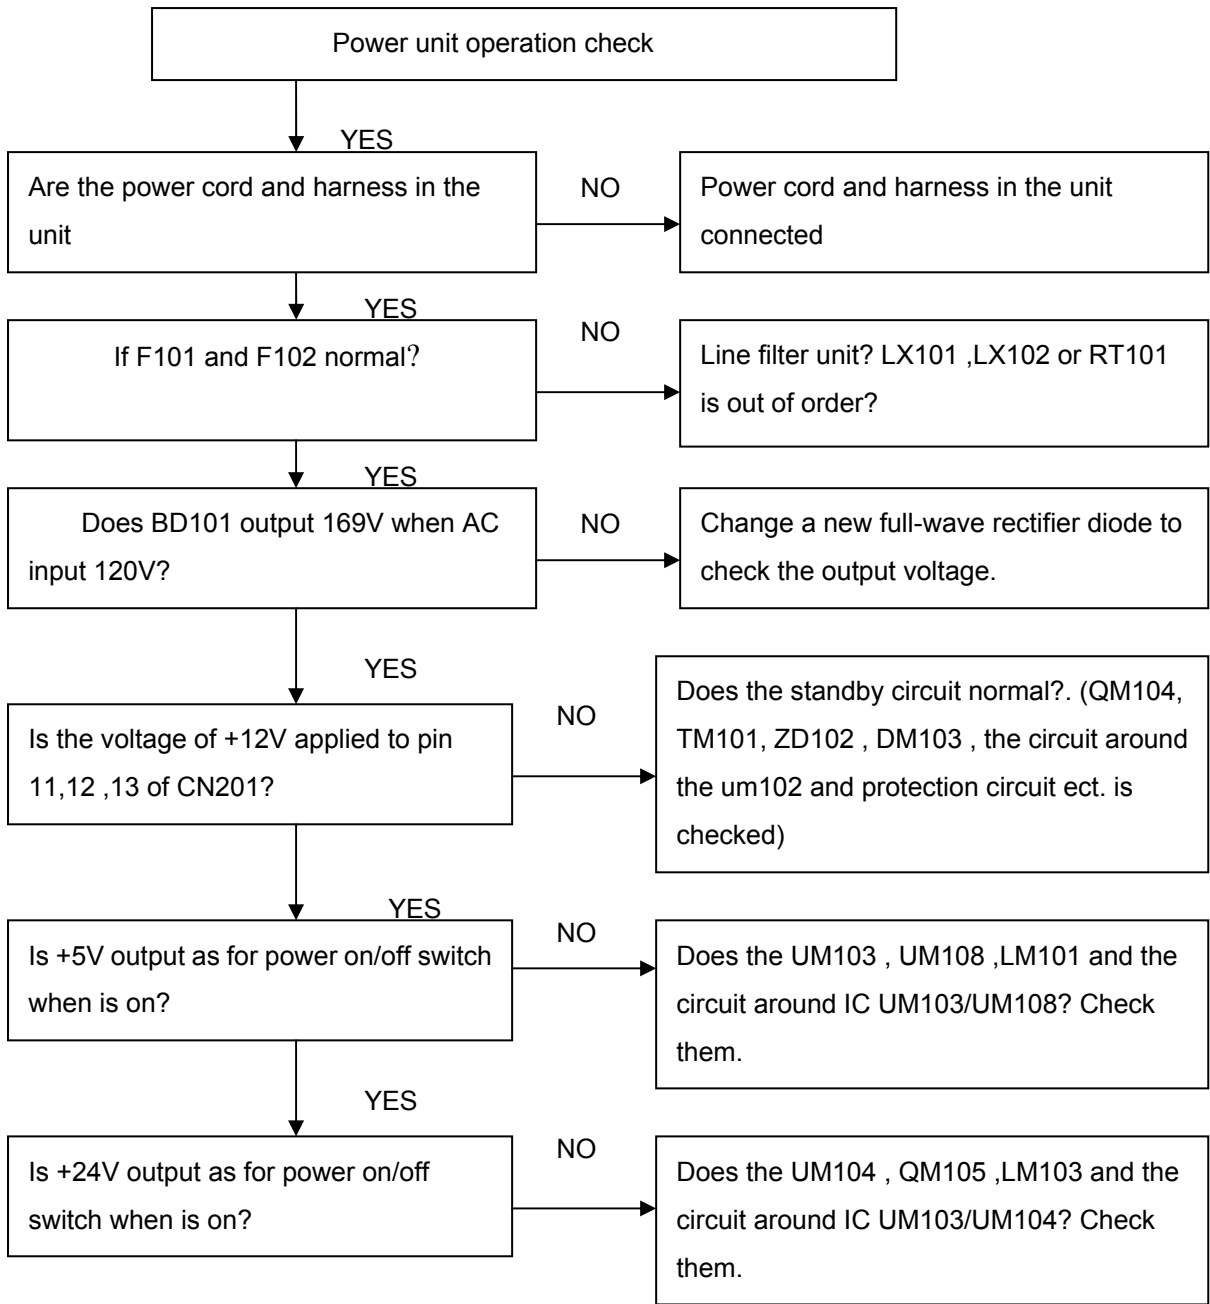 Power unit operation check
YES
Are the power cord and harness in the
unit
NO
Power cord and harness in the unit
connected
YES
If F101 and F102 normal?
NO
Line filter unit? LX101 ,LX102 or RT101
is out of order?
YES
Does BD101 output 169V when AC
input 120V?
NO
Change a new full-wave rectifier diode to
check the output voltage.
YES
Is the voltage of +12V applied to pin
11,12 ,13 of CN201?
NO
Does the standby circuit normal?. (QM104,
TM101, ZD102 , DM103 , the circuit around
the um102 and protection circuit ect. is
checked)
YES
Is +5V output as for power on/off switch
when is on?
NO
Does the UM103 , UM108 ,LM101 and the
circuit around IC UM103/UM108? Check
them.
YES
Is +24V output as for power on/off
switch when is on?
NO
Does the UM104 , QM105 ,LM103 and the
circuit around IC UM103/UM104? Check
them.